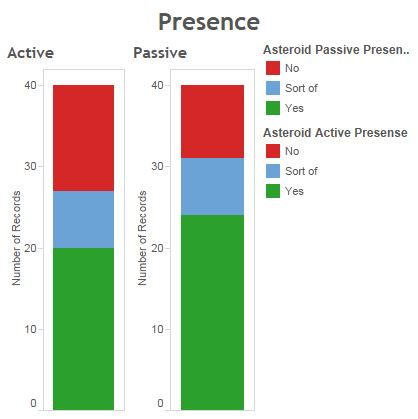 Presence
Active
Passive
Asteroid Passive Presen..
No
Sort of
Yes
Asteroid Active Presense
No
Sort of
Yes
Number of Records
40
30
20
10
0
Number of Records
40
30
20
10
0